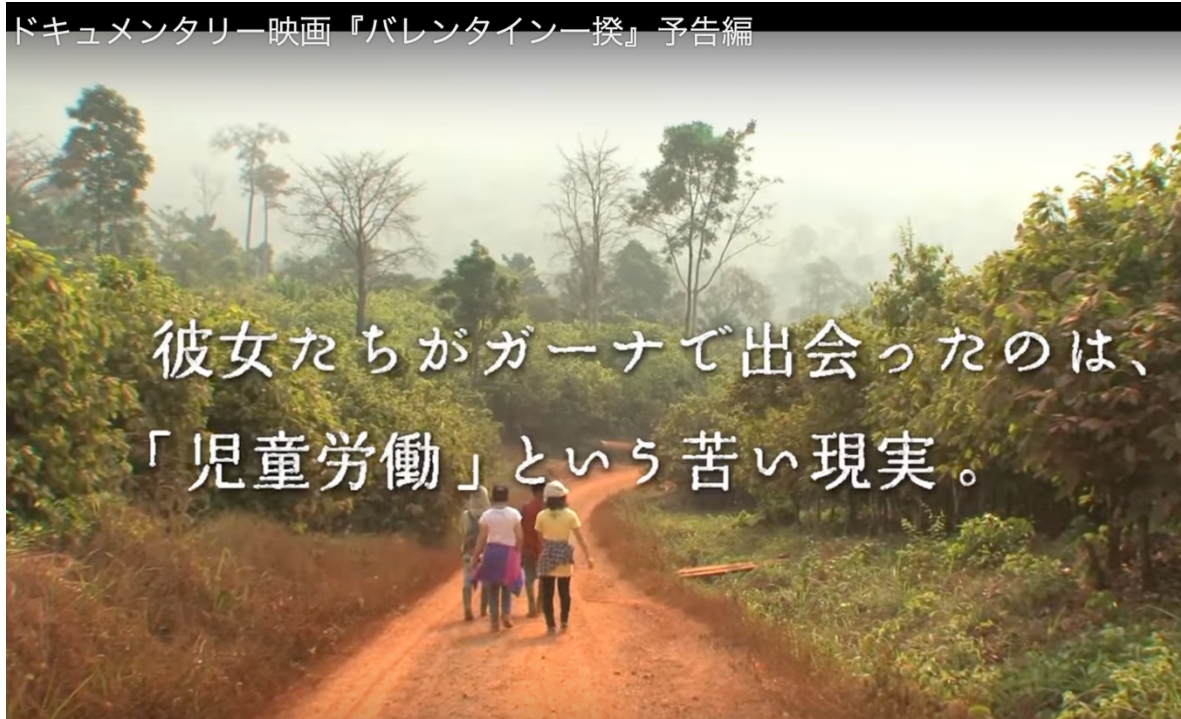 ドキュメンタリー映画『バレンタイン一揆』予告編
彼女たちがガーナで出会ったのは、
「児童労働」という苦い現実。